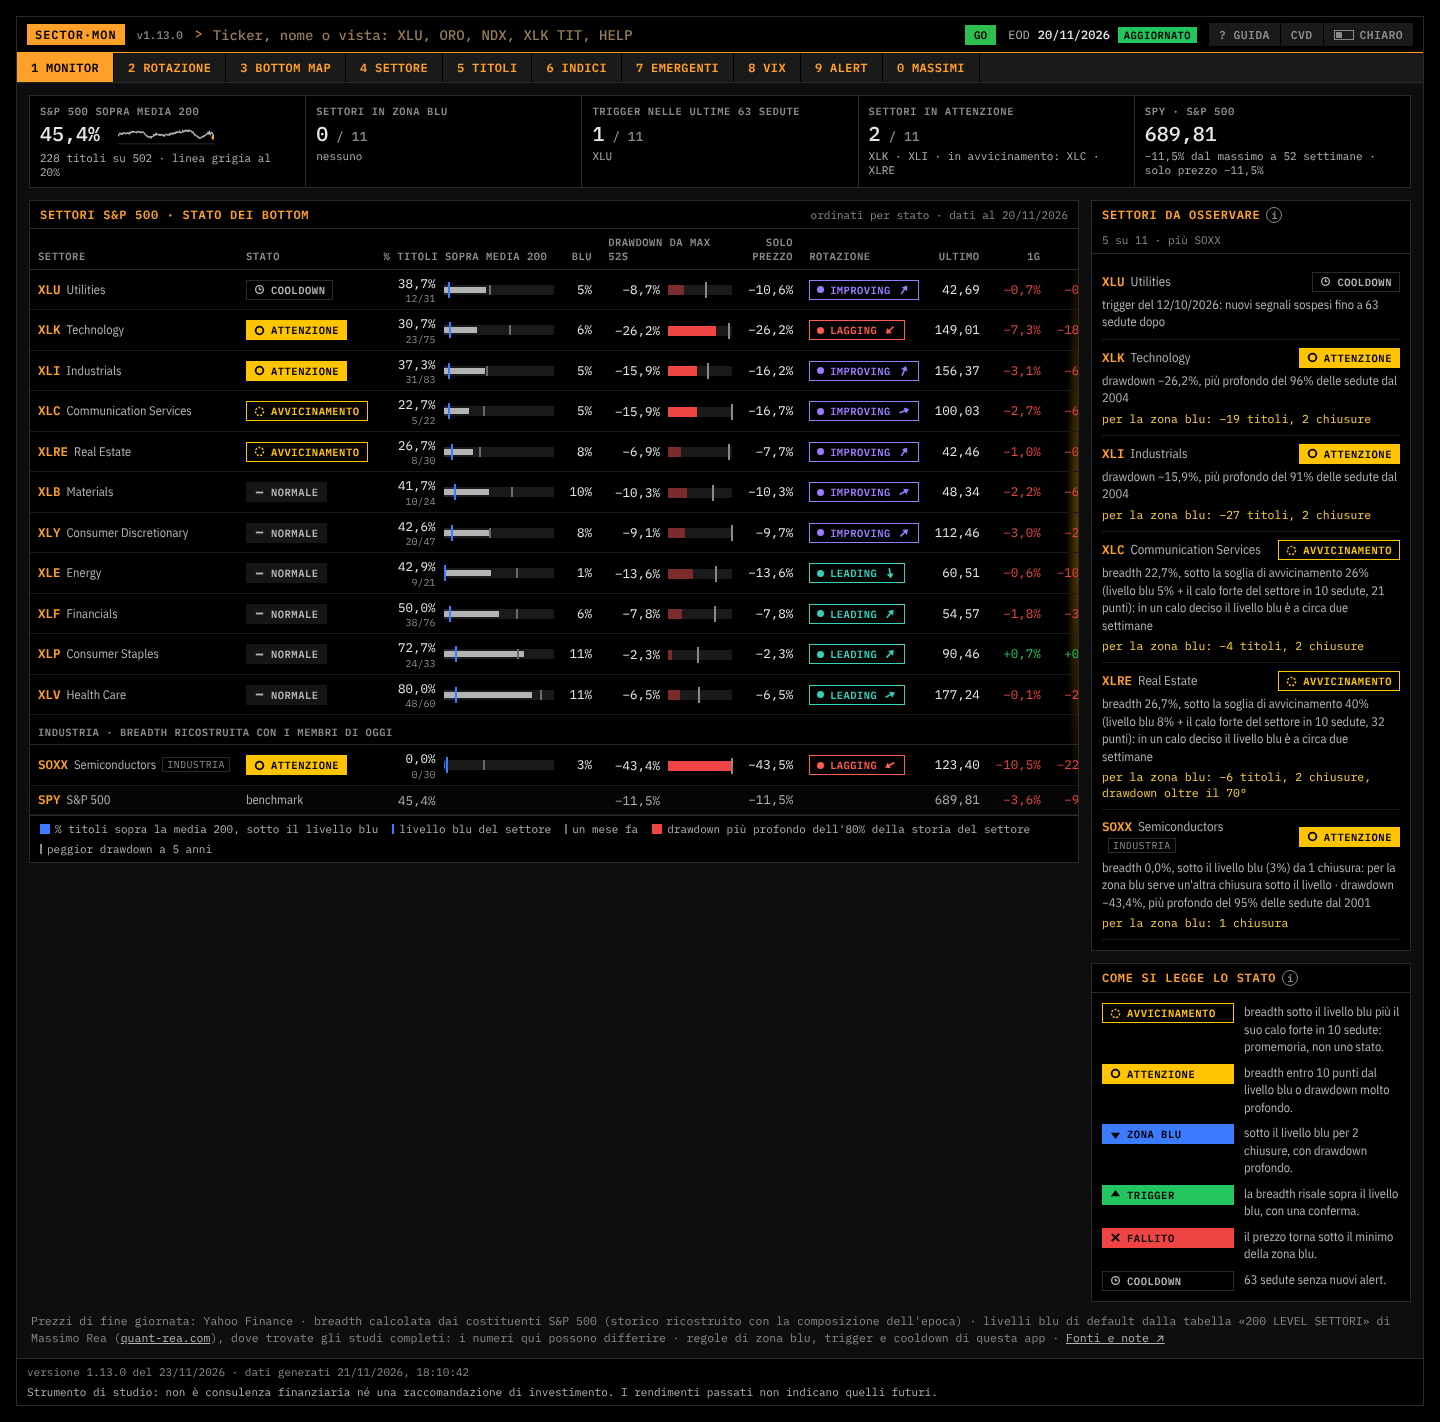 SECTOR·MON v1.13.0 > Ticker, nome o vista: XLU, ORO, NDX, XLK TIT, HELP GO EOD 20/11/2026 AGGIORNATO ? GUIDA CVD CHIARO
1 MONITOR 2 ROTAZIONE 3 BOTTOM MAP 4 SETTORE 5 TITOLI 6 INDICI 7 EMERGENTI 8 VIX 9 ALERT 0 MASSIMI
S&P 500 SOPRA MEDIA 200
45,4%
228 titoli su 502 · linea grigia al
20%
SETTORI IN ZONA BLU
0 / 11
nessuno
TRIGGER NELLE ULTIME 63 SEDUTE
1 / 11
XLU
SETTORI IN ATTENZIONE
2 / 11
XLK · XLI · in avvicinamento: XLC ·
XLRE
SPY · S&P 500
689,81
−11,5% dal massimo a 52 settimane ·
solo prezzo −11,5%
SETTORI S&P 500 · STATO DEI BOTTOM ordinati per stato · dati al 20/11/2026
SETTORE STATO % TITOLI SOPRA MEDIA 200 BLU DRAWDOWN DA MAX 52S SOLO PREZZO ROTAZIONE ULTIMO 1G
XLU Utilities COOLDOWN 38,7% 5% −8,7% −10,6% IMPROVING 42,69 −0,7% −0
12/31
XLK Technology ATTENZIONE 30,7% 6% −26,2% −26,2% LAGGING 149,01 −7,3% −18
23/75
XLI Industrials ATTENZIONE 37,3% 5% −15,9% −16,2% IMPROVING 156,37 −3,1% −6
31/83
XLC Communication Services AVVICINAMENTO 22,7% 5% −15,9% −16,7% IMPROVING 100,03 −2,7% −6
5/22
XLRE Real Estate AVVICINAMENTO 26,7% 8% −6,9% −7,7% IMPROVING 42,46 −1,0% −0
8/30
XLB Materials NORMALE 41,7% 10% −10,3% −10,3% IMPROVING 48,34 −2,2% −6
10/24
XLY Consumer Discretionary NORMALE 42,6% 8% −9,1% −9,7% IMPROVING 112,46 −3,0% −2
20/47
XLE Energy NORMALE 42,9% 1% −13,6% −13,6% LEADING 60,51 −0,6% −10
9/21
XLF Financials NORMALE 50,0% 6% −7,8% −7,8% LEADING 54,57 −1,8% −3
38/76
XLP Consumer Staples NORMALE 72,7% 11% −2,3% −2,3% LEADING 90,46 +0,7% +0
24/33
XLV Health Care NORMALE 80,0% 11% −6,5% −6,5% LEADING 177,24 −0,1% −2
48/60
INDUSTRIA · BREADTH RICOSTRUITA CON I MEMBRI DI OGGI
SOXX Semiconductors INDUSTRIA ATTENZIONE 0,0% 3% −43,4% −43,5% LAGGING 123,40 −10,5% −22
0/30
SPY S&P 500 benchmark 45,4% −11,5% −11,5% 689,81 −3,6% −9
% titoli sopra la media 200, sotto il livello blu livello blu del settore un mese fa drawdown più profondo dell'80% della storia del settore
peggior drawdown a 5 anni
SETTORI DA OSSERVARE i
5 su 11 · più SOXX
XLU Utilities COOLDOWN
trigger del 12/10/2026: nuovi segnali sospesi fino a 63
sedute dopo
XLK Technology ATTENZIONE
drawdown −26,2%, più profondo del 96% delle sedute dal
2004
per la zona blu: −19 titoli, 2 chiusure
XLI Industrials ATTENZIONE
drawdown −15,9%, più profondo del 91% delle sedute dal
2004
per la zona blu: −27 titoli, 2 chiusure
XLC Communication Services AVVICINAMENTO
breadth 22,7%, sotto la soglia di avvicinamento 26%
(livello blu 5% + il calo forte del settore in 10 sedute, 21
punti): in un calo deciso il livello blu è a circa due
settimane
per la zona blu: −4 titoli, 2 chiusure
XLRE Real Estate AVVICINAMENTO
breadth 26,7%, sotto la soglia di avvicinamento 40%
(livello blu 8% + il calo forte del settore in 10 sedute, 32
punti): in un calo deciso il livello blu è a circa due
settimane
per la zona blu: −6 titoli, 2 chiusure,
drawdown oltre il 70°
SOXX Semiconductors ATTENZIONE
INDUSTRIA
breadth 0,0%, sotto il livello blu (3%) da 1 chiusura: per la
zona blu serve un'altra chiusura sotto il livello · drawdown
−43,4%, più profondo del 95% delle sedute dal 2001
per la zona blu: 1 chiusura
COME SI LEGGE LO STATO i
AVVICINAMENTO breadth sotto il livello blu più il
suo calo forte in 10 sedute:
promemoria, non uno stato.
ATTENZIONE breadth entro 10 punti dal
livello blu o drawdown molto
profondo.
ZONA BLU sotto il livello blu per 2
chiusure, con drawdown
profondo.
TRIGGER la breadth risale sopra il livello
blu, con una conferma.
FALLITO il prezzo torna sotto il minimo
della zona blu.
COOLDOWN 63 sedute senza nuovi alert.
Prezzi di fine giornata: Yahoo Finance · breadth calcolata dai costituenti S&P 500 (storico ricostruito con la composizione dell'epoca) · livelli blu di default dalla tabella «200 LEVEL SETTORI» di
Massimo Rea (quant-rea.com), dove trovate gli studi completi: i numeri qui possono differire · regole di zona blu, trigger e cooldown di questa app · Fonti e note ↗
versione 1.13.0 del 23/11/2026 · dati generati 21/11/2026, 18:10:42
Strumento di studio: non è consulenza finanziaria né una raccomandazione di investimento. I rendimenti passati non indicano quelli futuri.